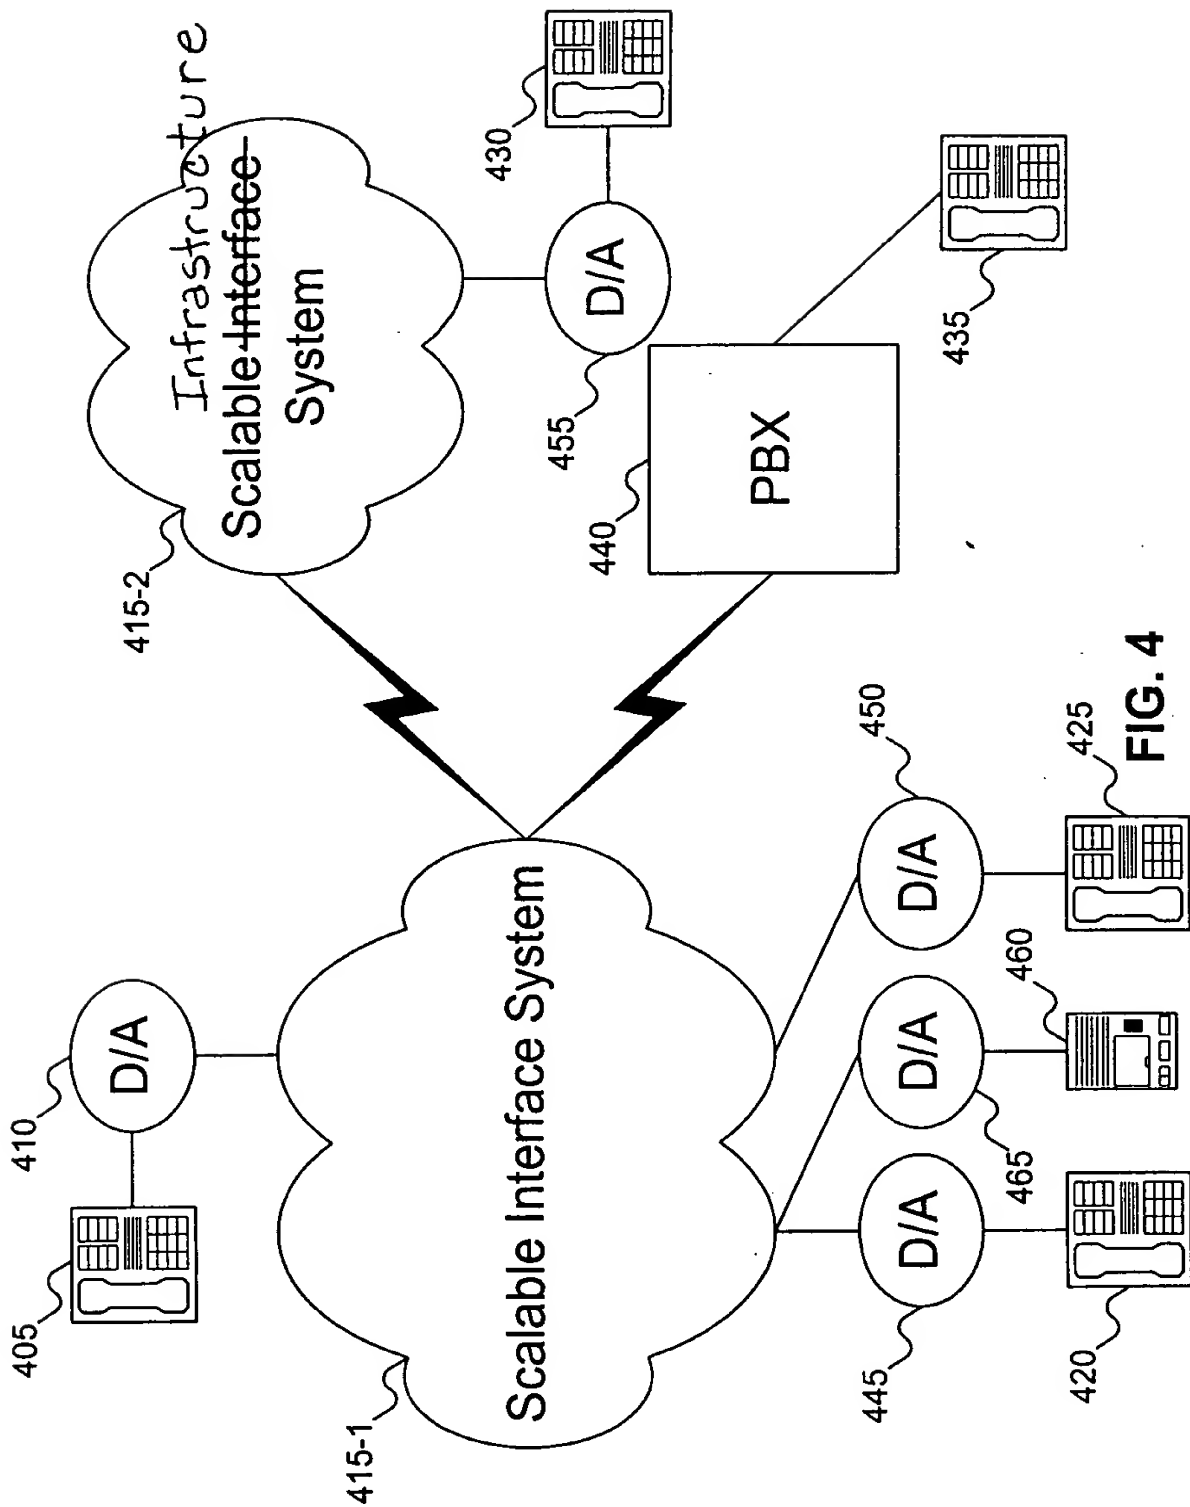 405
410
D/A
415-1
Scalable Interface System
415-2
Infrastructure
Scalable Interface
System
D/A
455
430
440
PBX
435
445
D/A
420
465
D/A
460
450
D/A
425
FIG. 4